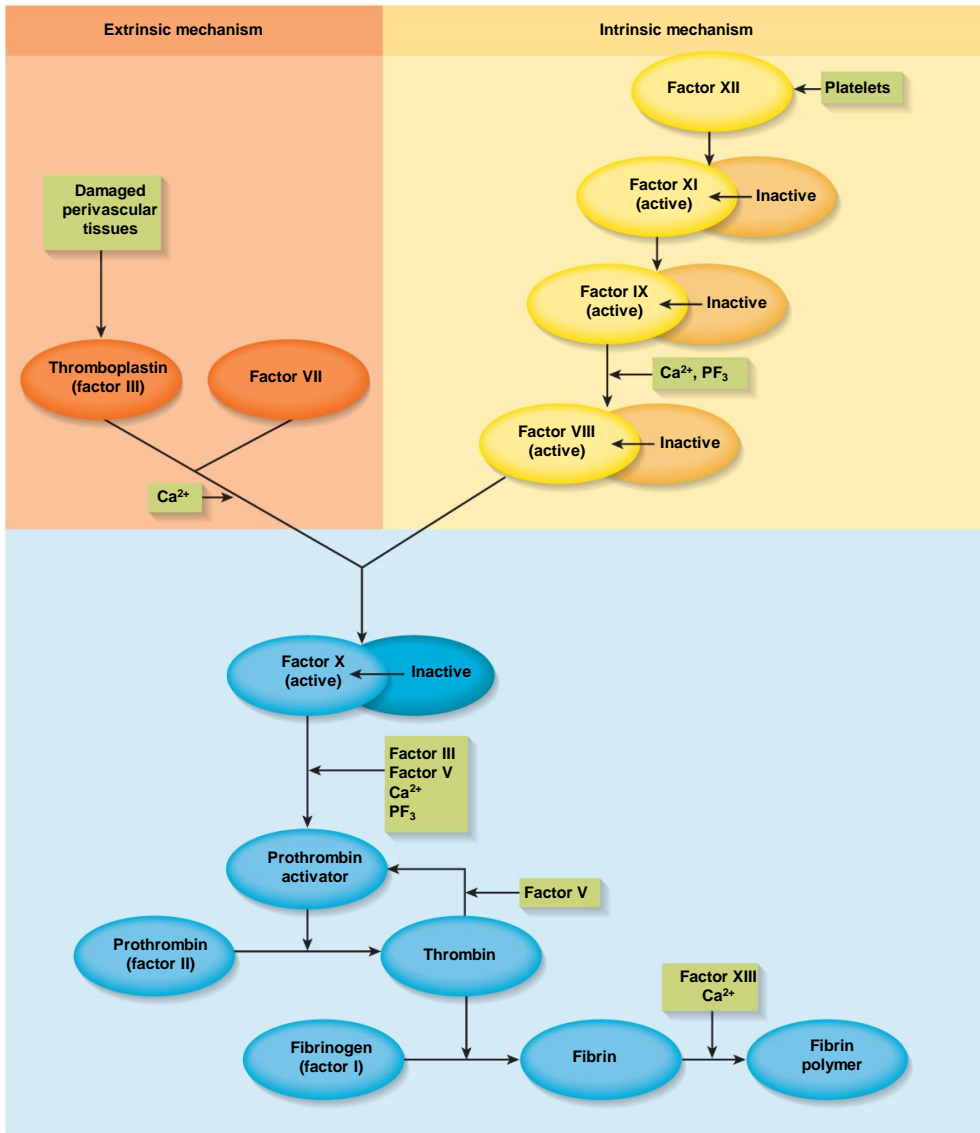 Extrinsic mechanism
Intrinsic mechanism
Factor XII
Platelets
Factor XI
(active)
Inactive
Damaged
perivascular
tissues
Factor IX
(active)
Inactive
Thromboplastin
(factor III)
Factor VII
Ca²⁺, PF₃
Factor VIII
(active)
Inactive
Ca²⁺
Factor X
(active)
Inactive
Factor III
Factor V
Ca²⁺
PF₃
Prothrombin
activator
Factor V
Prothrombin
(factor II)
Thrombin
Factor XIII
Ca²⁺
Fibrinogen
(factor I)
Fibrin
Fibrin
polymer